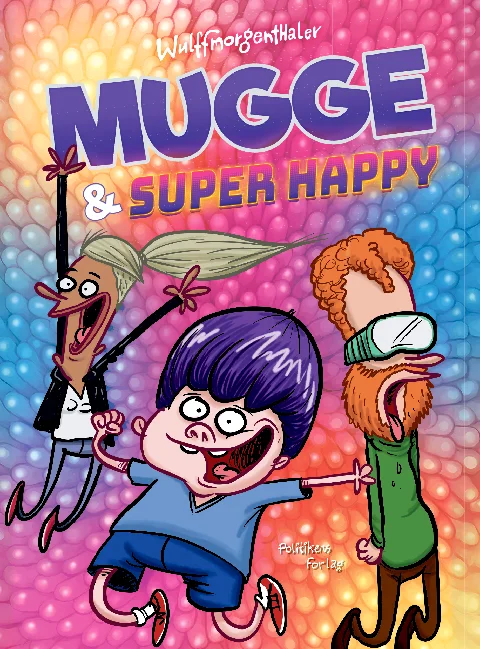 Wulffmorgenthaler
MUGGE
& SUPER HAPPY
Politikens
Forlag